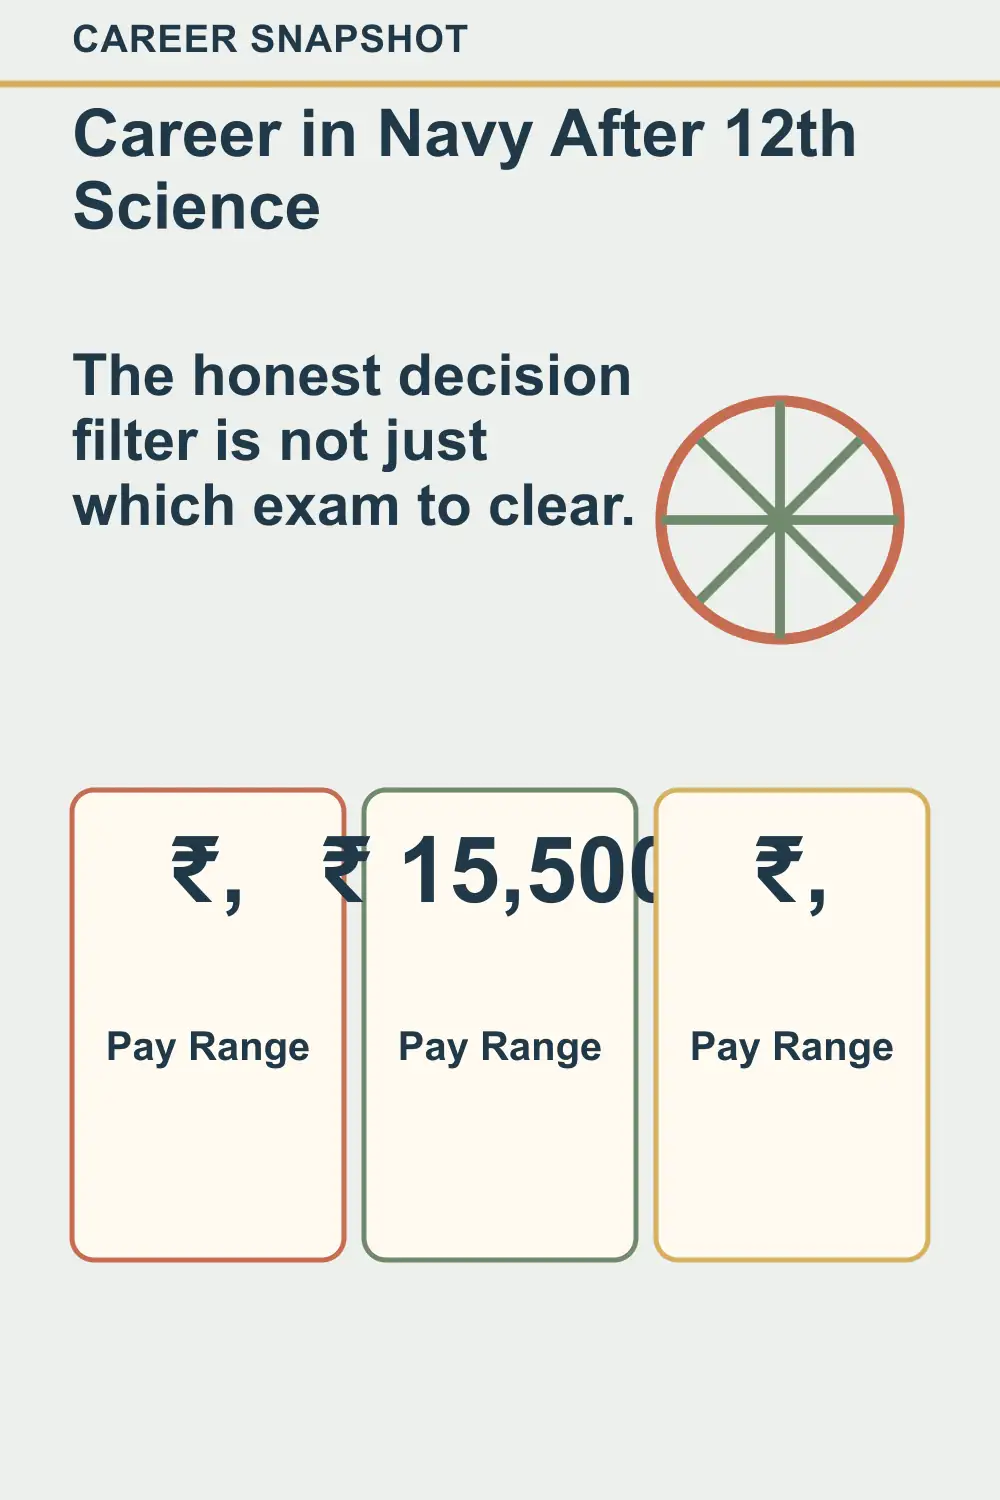 CAREER SNAPSHOT
Career in Navy After 12th
Science
The honest decision
filter is not just
which exam to clear.
₹,
₹ 15,500
₹,
Pay Range
Pay Range
Pay Range